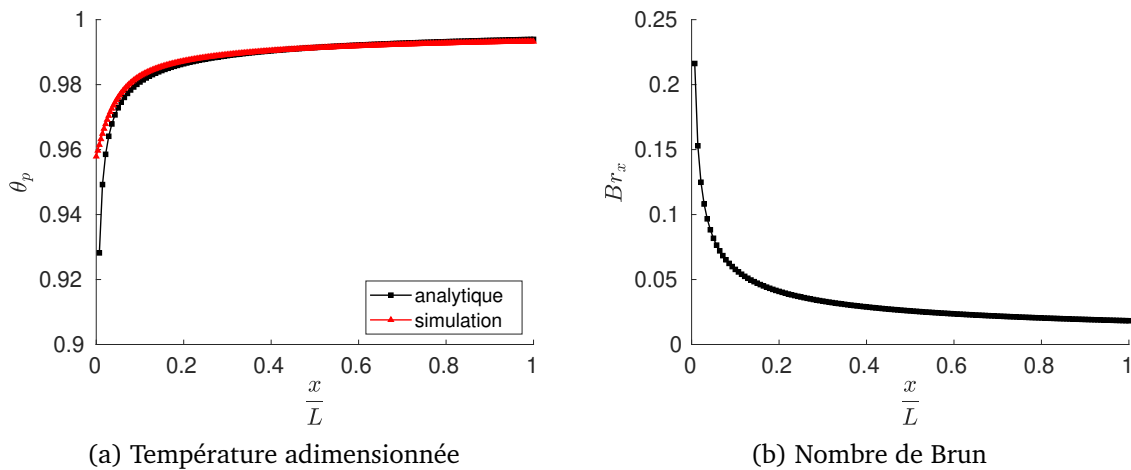 1
0.98
0.96
0.94
0.92
0.9
θp
0
0.2
0.4
0.6
0.8
1
x
L
analytique
simulation
(a) Température adimensionnée
0.25
0.2
0.15
0.1
0.05
0
Brx
0
0.2
0.4
0.6
0.8
1
x
L
(b) Nombre de Brun